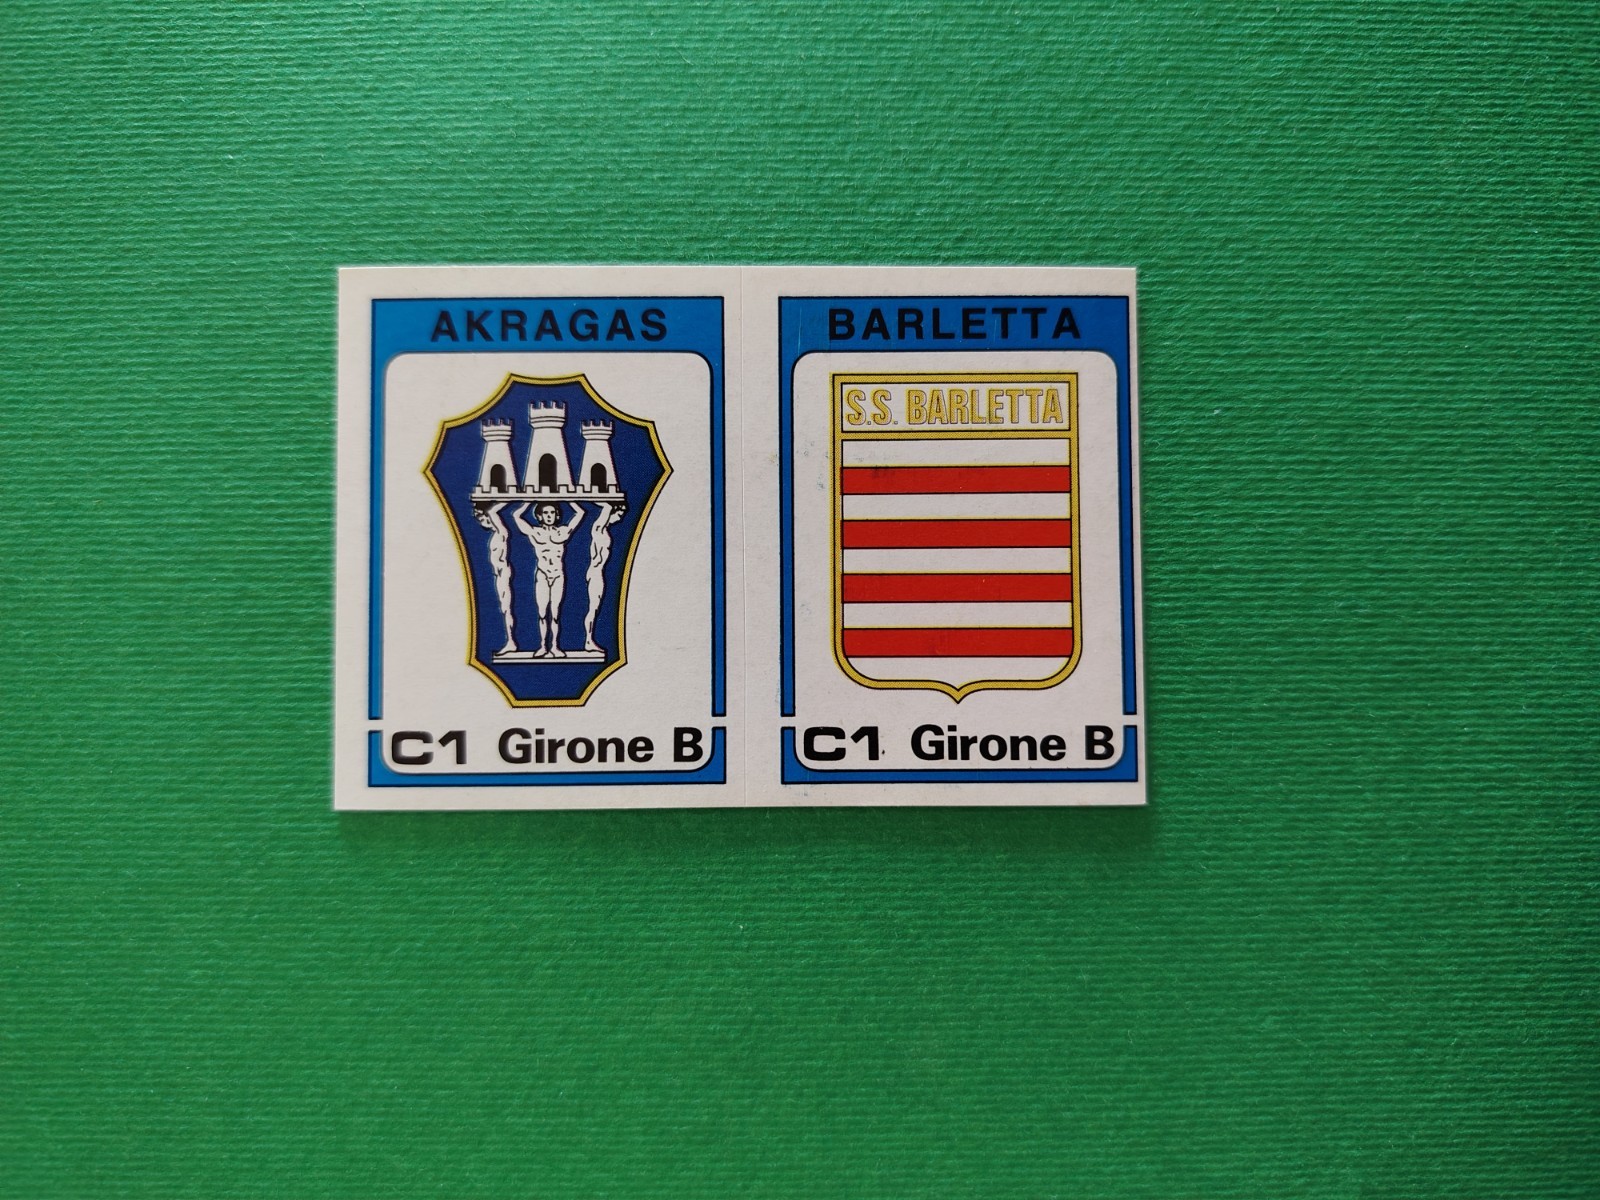 AKRAGAS
C1 Girone B
BARLETTA
S.S. BARLETTA
C1 Girone B